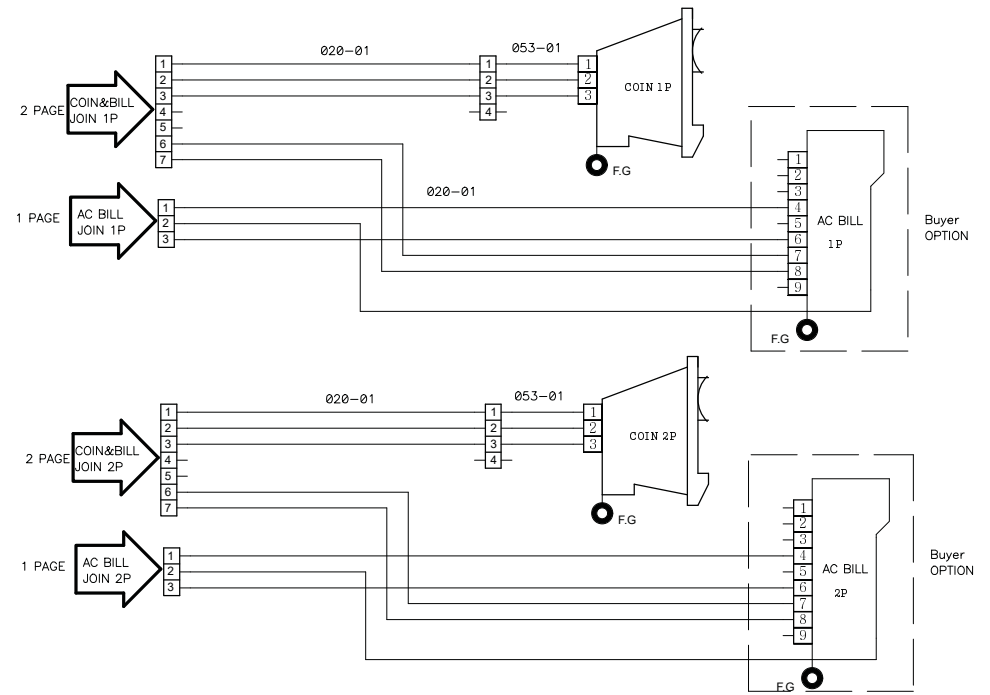 020-01
053-01
1
2
3
4
5
6
7
1
2
3
4
1
2
3
COIN 1P
2 PAGE
COIN&BILL
JOIN 1P
F.G
020-01
1 PAGE
AC BILL
JOIN 1P
1
2
3
1
2
3
4
5
6
7
8
9
AC BILL
1P
Buyer
OPTION
F.G
020-01
053-01
1
2
3
4
5
6
7
1
2
3
4
1
2
3
COIN 2P
2 PAGE
COIN&BILL
JOIN 2P
F.G
1 PAGE
AC BILL
JOIN 2P
1
2
3
1
2
3
4
5
6
7
8
9
AC BILL
2P
Buyer
OPTION
F.G